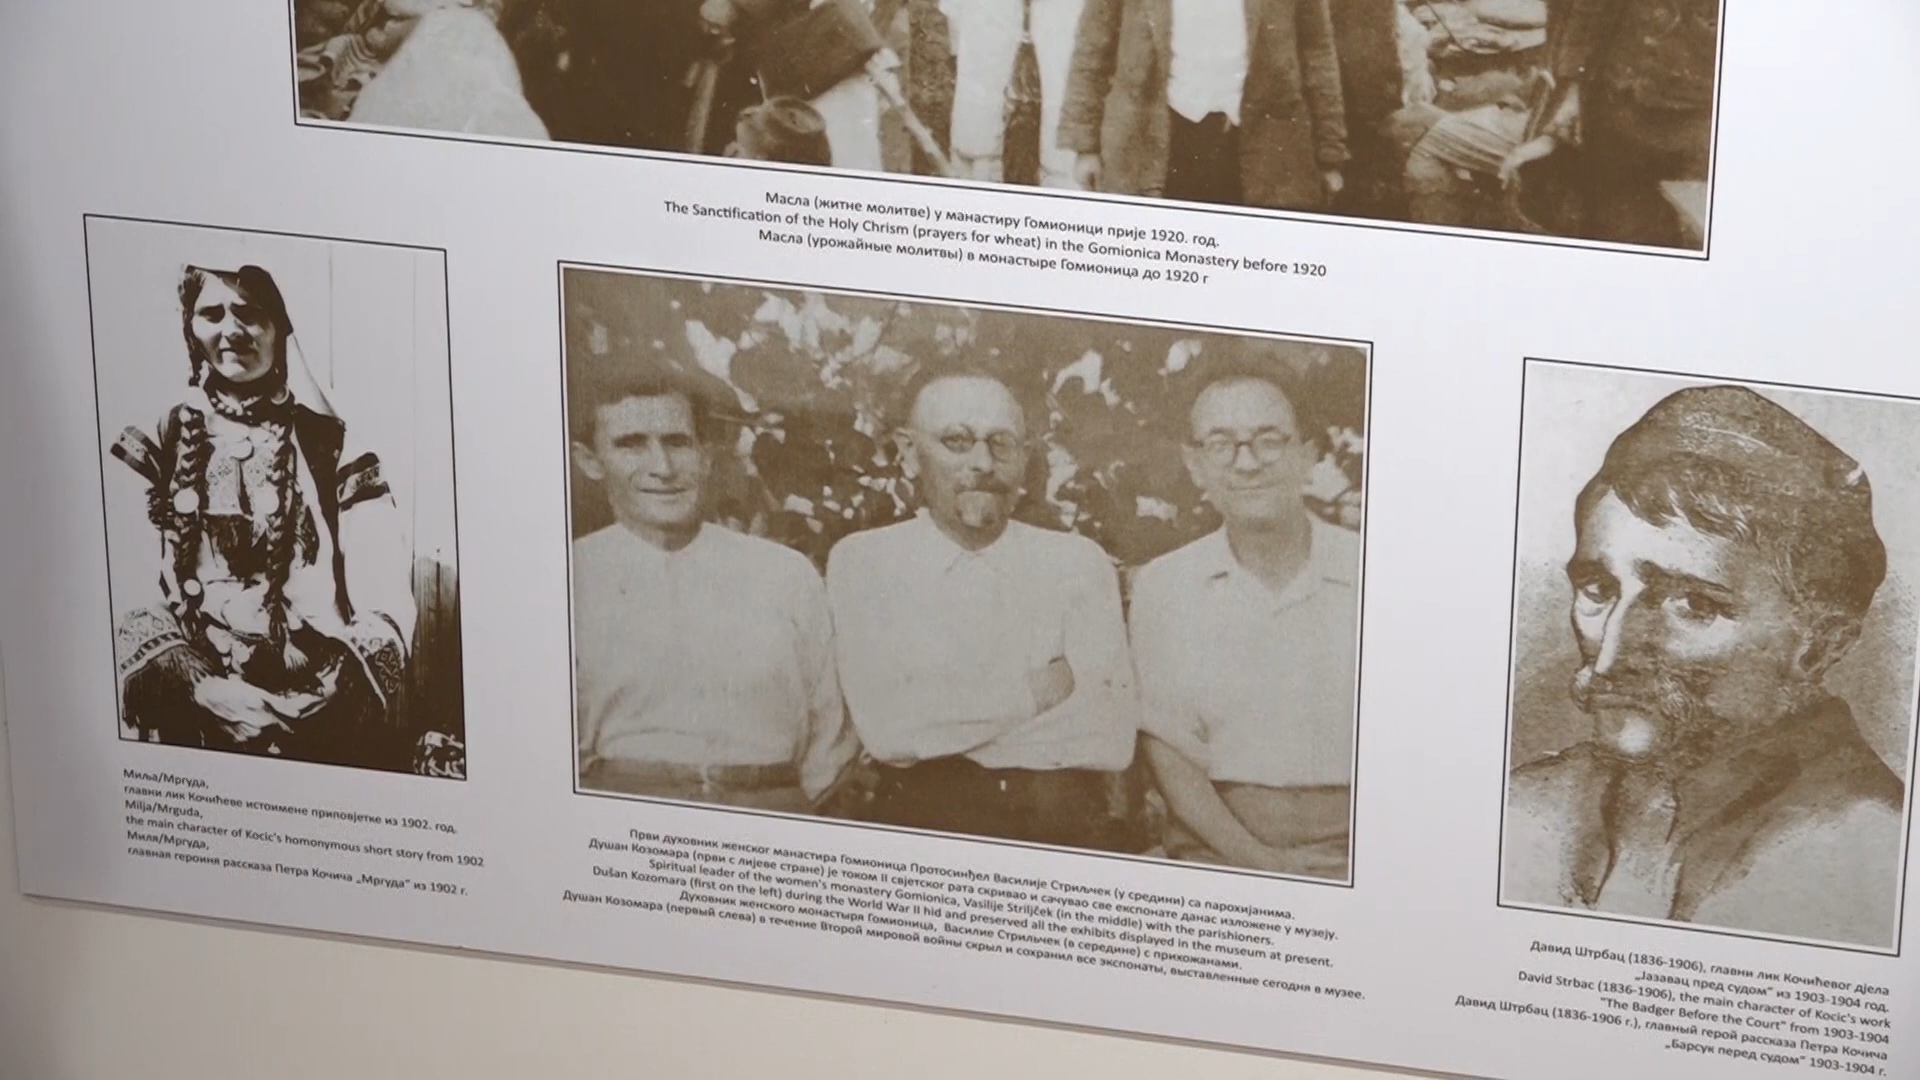 Масла (житне молитве) у манастиру Гомионици прије 1920. год.
The Sanctification of the Holy Chrism (prayers for wheat) in the Gomionica Monastery before 1920
Масла (урожайные молитвы) в монастыре Гомионица до 1920 г
Миља/Мргуда,
главни лик Кочићеве истоимене приповјетке из 1902. год.
Milja/Mrguda,
the main character of Kocic's homonymous short story from 1902
Миля/Мргуда,
главная героиня рассказа Петра Кочича „Мргуда" из 1902 г.
Први духовник женског манастира Гомионица Протосинђел Василије Стриљчек (у средини) са парохијанима.
Душан Козомара (први с лијеве стране) је током II свјетског рата скривао и сачувао све експонате данас изложене у музеју.
Spiritual leader of the women's monastery Gomionica, Vasilije Striljček (in the middle) with the parishioners.
Dušan Kozomara (first on the left) during the World War II hid and preserved all the exhibits displayed in the museum at present.
Духовник женского монастыря Гомионица, Василие Стрильчек (в середине) с прихожанами.
Душан Козомара (первый слева) в течение Второй мировой войны скрыл и сохранил все экспонаты, выставленные сегодня в музее.
Давид Штрбац (1836-1906), главни лик Кочићевог дјела
„Јазавац пред судом" из 1903-1904 год.
David Strbac (1836-1906), the main character of Kocic's work
"The Badger Before the Court" from 1903-1904
Давид Штрбац (1836-1906 г.), главный герой рассказа Петра Кочича
„Барсук перед судом" 1903-1904 г.